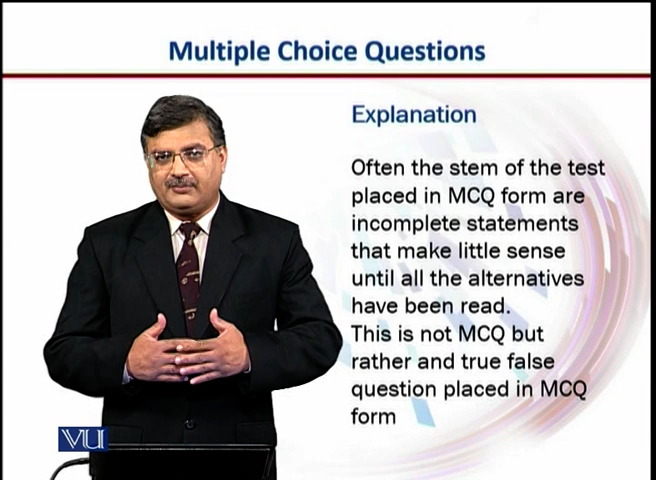 Multiple Choice Questions
Explanation
Often the stem of the test
placed in MCQ form are
incomplete statements
that make little sense
until all the alternatives
have been read.
This is not MCQ but
rather and true false
question placed in MCQ
form
VU